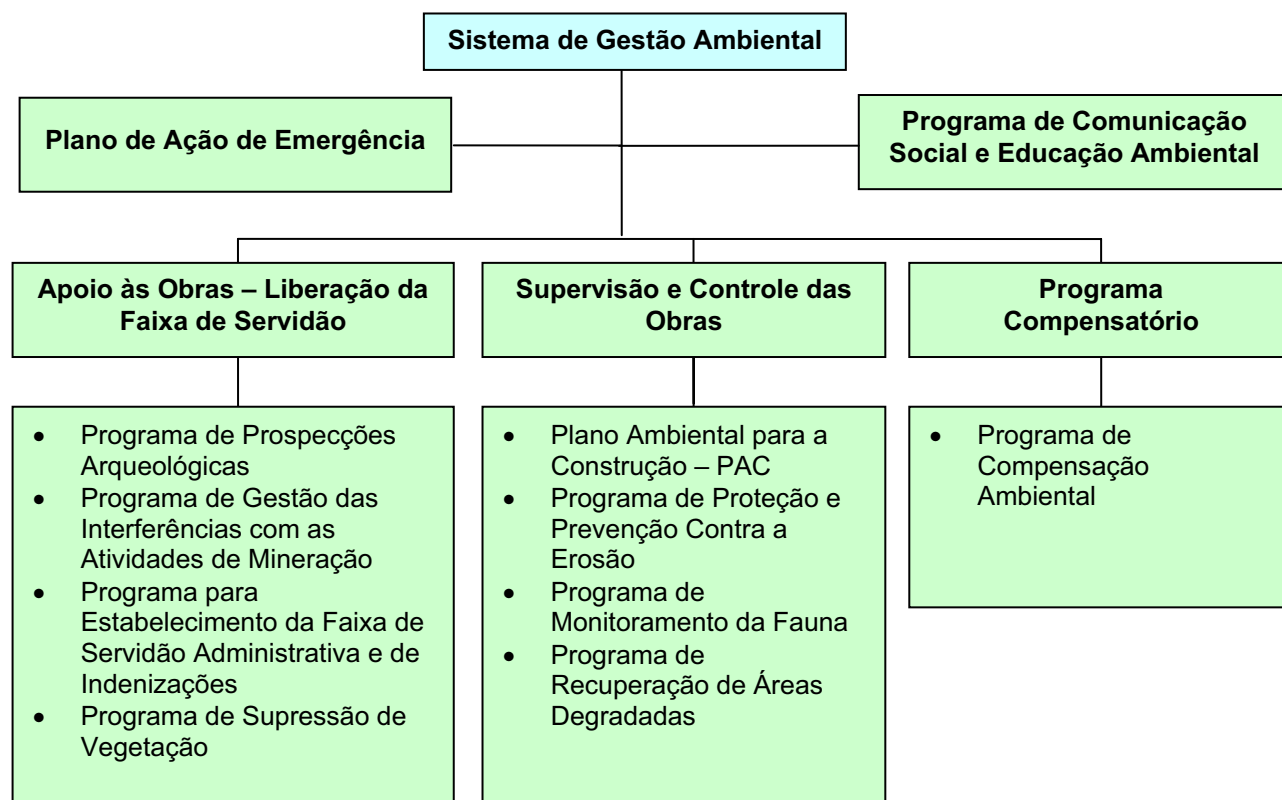 Sistema de Gestão Ambiental
Plano de Ação de Emergência
Programa de Comunicação
Social e Educação Ambiental
Apoio às Obras – Liberação da
Faixa de Servidão
Supervisão e Controle das
Obras
Programa
Compensatório
• Programa de Prospecções
Arqueológicas
• Programa de Gestão das
Interferências com as
Atividades de Mineração
• Programa para
Estabelecimento da Faixa de
Servidão Administrativa e de
Indenizações
• Programa de Supressão de
Vegetação
• Plano Ambiental para a
Construção – PAC
• Programa de Proteção e
Prevenção Contra a
Erosão
• Programa de
Monitoramento da Fauna
• Programa de
Recuperação de Áreas
Degradadas
• Programa de
Compensação
Ambiental